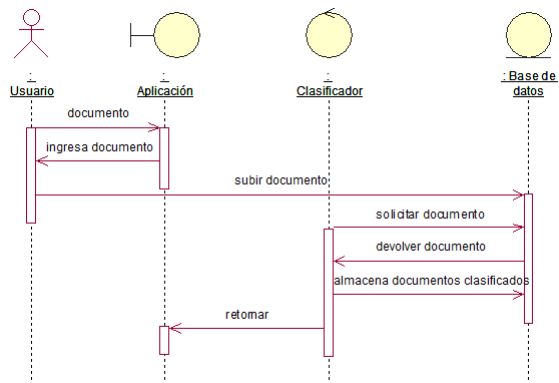 :
Usuario
:
Aplicación
:
Clasificador
: Base de
datos
documento
ingresa documento
subir documento
solicitar documento
devolver documento
almacena documentos clasificados
retornar